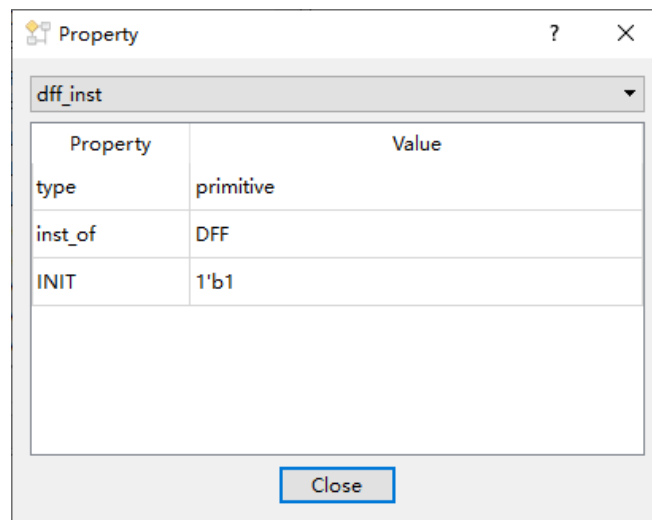 Property
?
dff_inst
Property Value
type primitive
inst_of DFF
INIT 1'b1
Close